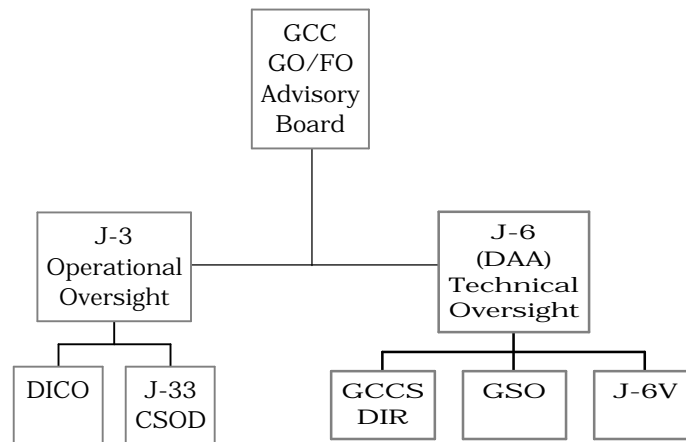 GCC
GO/FO
Advisory
Board
J-3
Operational
Oversight
J-6
(DAA)
Technical
Oversight
DICO
J-33
CSOD
GCCS
DIR
GSO
J-6V